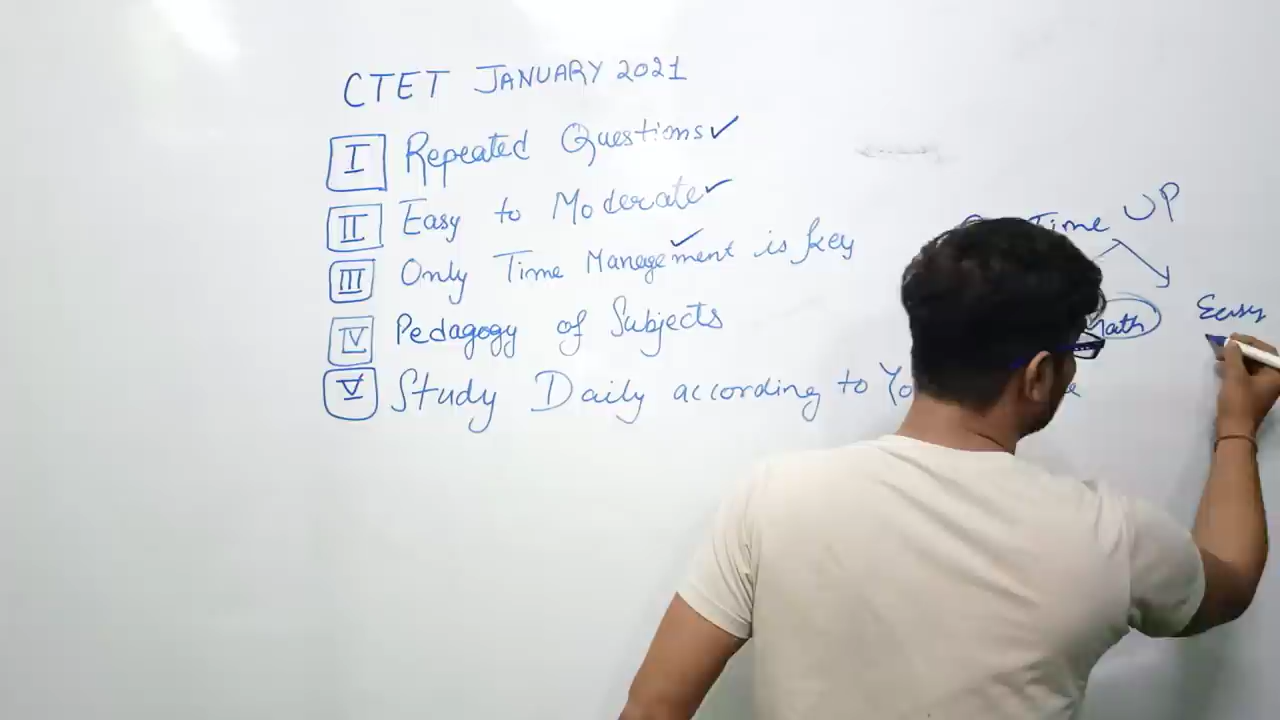 CTET JANUARY 2021
I Repeated Questions ✓
II Easy to Moderate ✓
III Only Time Management is key ✓
IV Pedagogy of Subjects
V Study Daily according to
Time UP
Math
Easy